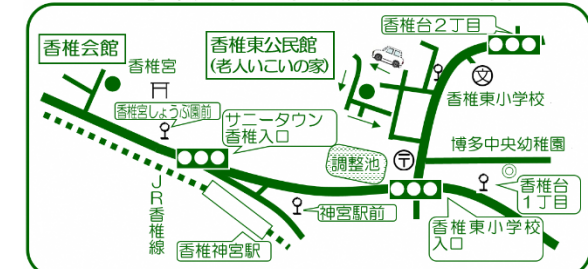 香椎台2丁目
香椎会館
香椎東公民館
(老人いこいの家)
香椎宮
文
香椎東小学校
香椎宮しょうぶ園前
サニータウン
香椎入口
博多中央幼稚園
調整池
〒
JR香椎線
神宮駅前
香椎台
1丁目
香椎東小学校
入口
香椎神宮駅